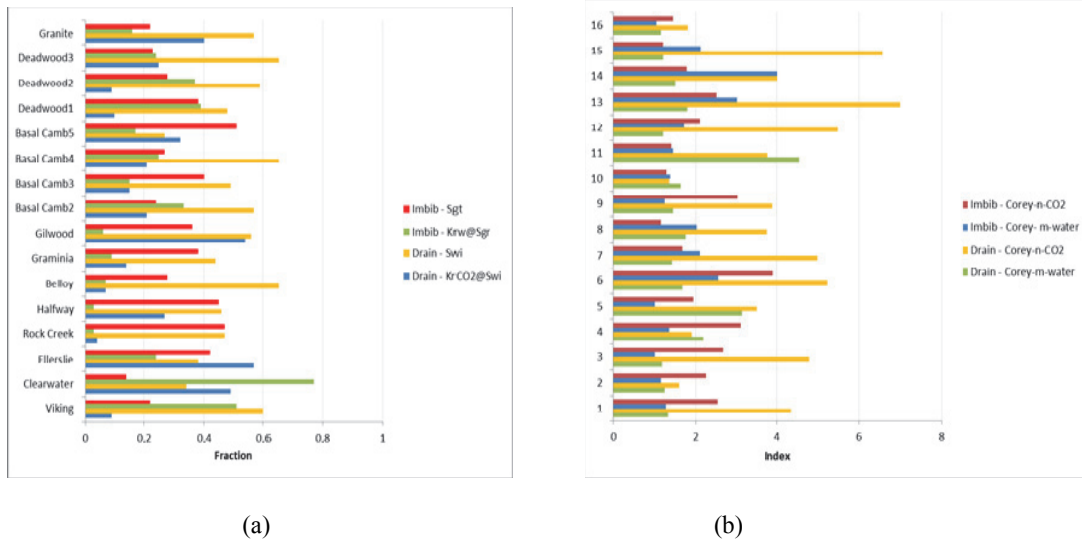 Granite
Deadwood3
Deadwood2
Deadwood1
Basal Camb5
Basal Camb4
Basal Camb3
Basal Camb2
Gilwood
Graminia
Belloy
Halfway
Rock Creek
Ellerslie
Clearwater
Viking
0 0.2 0.4 0.6 0.8 1
Fraction
Imbib - Sgt
Imbib - Krw@Sgr
Drain - Swi
Drain - KrCO2@Swi
(a)
16
15
14
13
12
11
10
9
8
7
6
5
4
3
2
1
0 2 4 6 8
Index
Imbib - Corey-n-CO2
Imbib - Corey- m-water
Drain - Corey-n-CO2
Drain - Corey-m-water
(b)